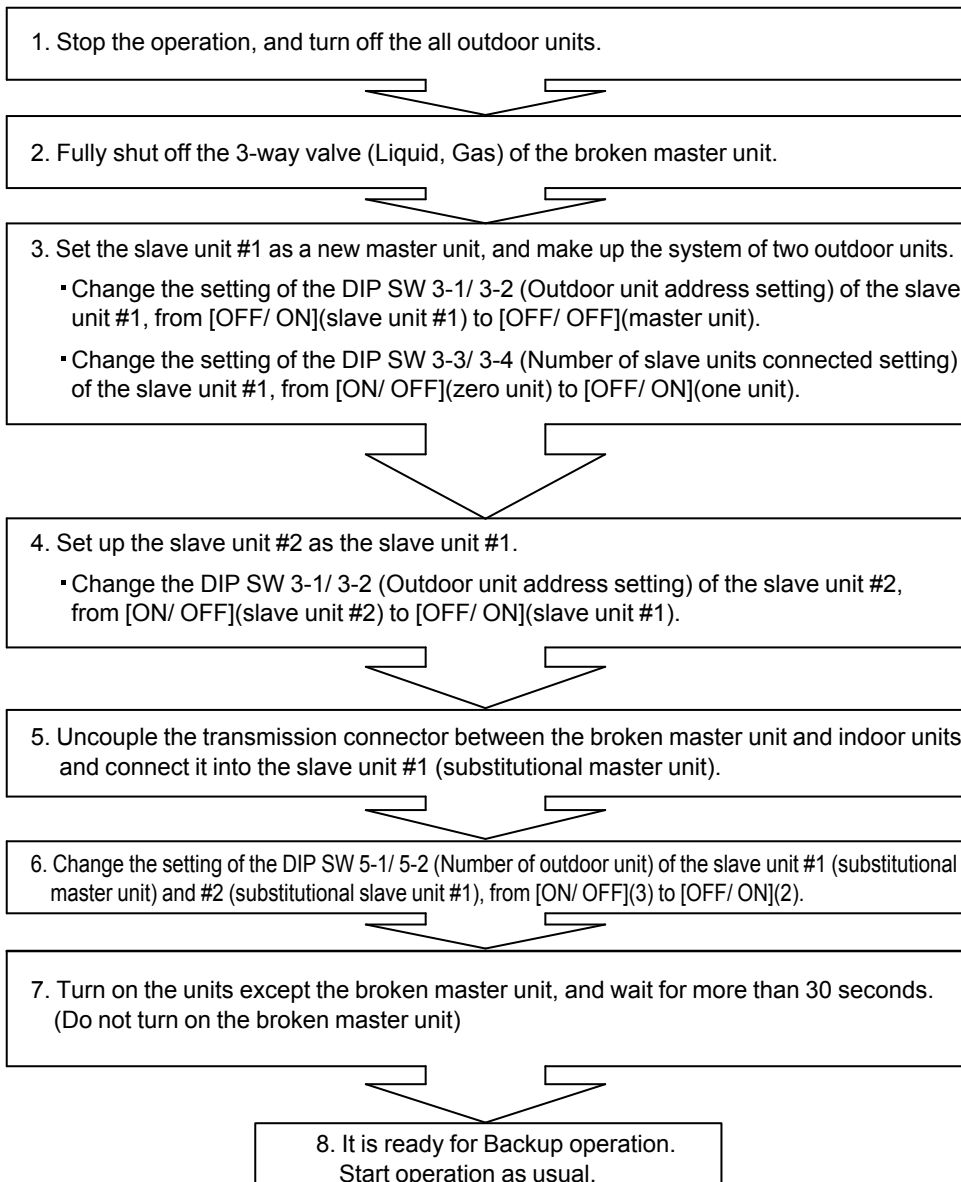 1. Stop the operation, and turn off the all outdoor units.
2. Fully shut off the 3-way valve (Liquid, Gas) of the broken master unit.
3. Set the slave unit #1 as a new master unit, and make up the system of two outdoor units.
▪ Change the setting of the DIP SW 3-1/ 3-2 (Outdoor unit address setting) of the slave
unit #1, from [OFF/ ON](slave unit #1) to [OFF/ OFF](master unit).
▪ Change the setting of the DIP SW 3-3/ 3-4 (Number of slave units connected setting)
of the slave unit #1, from [ON/ OFF](zero unit) to [OFF/ ON](one unit).
4. Set up the slave unit #2 as the slave unit #1.
▪ Change the DIP SW 3-1/ 3-2 (Outdoor unit address setting) of the slave unit #2,
from [ON/ OFF](slave unit #2) to [OFF/ ON](slave unit #1).
5. Uncouple the transmission connector between the broken master unit and indoor units
and connect it into the slave unit #1 (substitutional master unit).
6. Change the setting of the DIP SW 5-1/ 5-2 (Number of outdoor unit) of the slave unit #1 (substitutional
master unit) and #2 (substitutional slave unit #1), from [ON/ OFF](3) to [OFF/ ON](2).
7. Turn on the units except the broken master unit, and wait for more than 30 seconds.
(Do not turn on the broken master unit)
8. It is ready for Backup operation.
Start operation as usual.